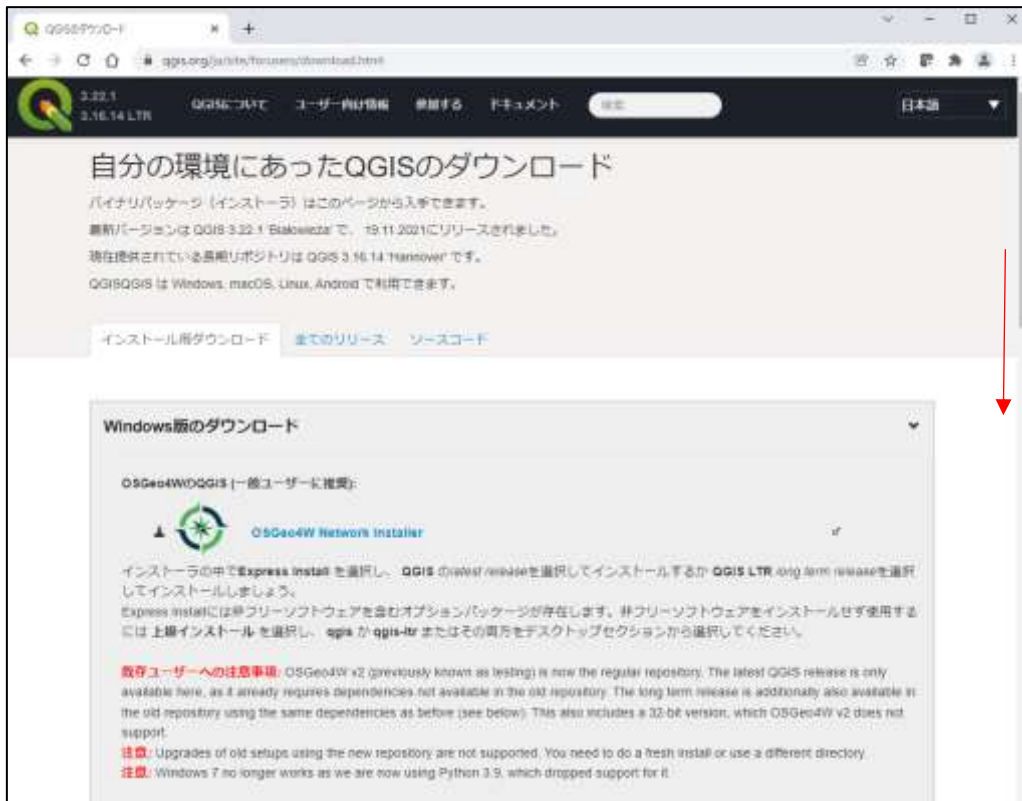 QGISのダウンロード
qgis.org/ja/site/forusers/download.html
3.22.1
3.16.14 LTR
QGISについて ユーザー向け情報 参加する ドキュメント 検索 日本語
自分の環境にあったQGISのダウンロード
バイナリパッケージ (インストーラ) はこのページから入手できます。
最新バージョンは QGIS 3.22.1 'Białowieża' で、 19.11.2021にリリースされました。
現在提供されている長期リポジトリは QGIS 3.16.14 'Hannover' です。
QGISQGIS は Windows, macOS, Linux, Android で利用できます。
インストール用ダウンロード 全てのリリース ソースコード
Windows版のダウンロード
OSGeo4WのQGIS (一般ユーザーに推奨):
OSGeo4W Network Installer
インストーラの中でExpress Install を選択し、 QGIS のlatest releaseを選択してインストールするか QGIS LTR long term releaseを選択
してインストールしましょう。
Express Installには非フリーソフトウェアを含むオプションパッケージが存在します。非フリーソフトウェアをインストールせず使用する
には 上級インストール を選択し、 qgis か qgis-ltr またはその両方をデスクトップセクションから選択してください。
既存ユーザーへの注意事項: OSGeo4W v2 (previously known as testing) is now the regular repository. The latest QGIS release is only
available here, as it already requires dependencies not available in the old repository. The long term release is additionally also available in
the old repository using the same dependencies as before (see below). This also includes a 32-bit version, which OSGeo4W v2 does not
support.
注意: Upgrades of old setups using the new repository are not supported. You need to do a fresh install or use a different directory.
注意: Windows 7 no longer works as we are now using Python 3.9, which dropped support for it.